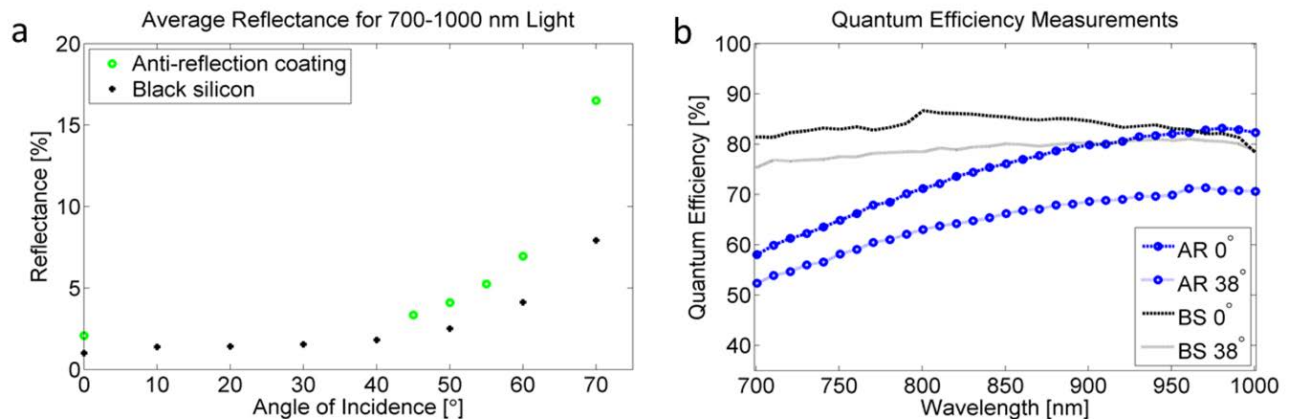 a
Average Reflectance for 700-1000 nm Light
20
15
10
5
0
Reflectance [%]
Anti-reflection coating
Black silicon
0 10 20 30 40 50 60 70
Angle of Incidence [°]
b
Quantum Efficiency Measurements
100
90
80
70
60
50
40
Quantum Efficiency [%]
AR 0°
AR 38°
BS 0°
BS 38°
700 750 800 850 900 950 1000
Wavelength [nm]